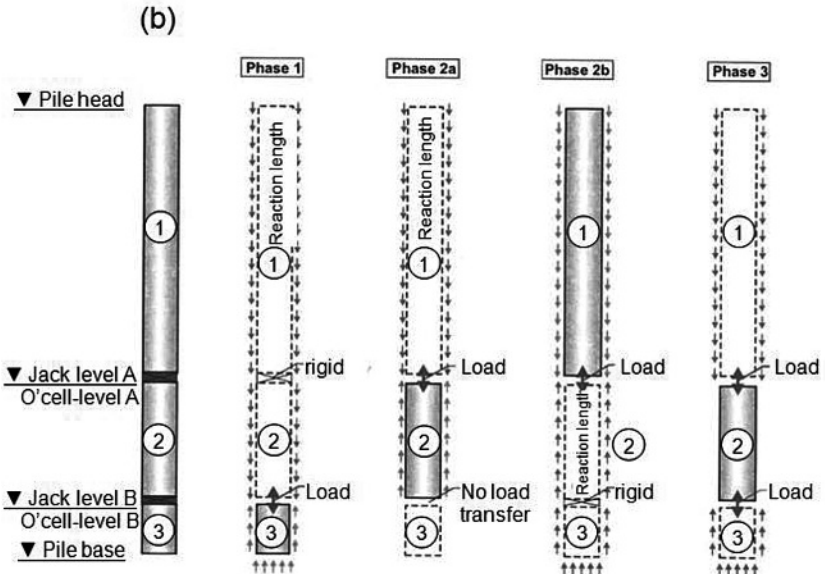 (b)
Phase 1
Phase 2a
Phase 2b
Phase 3
▼ Pile head
Reaction length
Reaction length
1
1
1
1
1
▼ Jack level A
O'cell-level A
rigid
Load
Load
Load
2
2
2
Reaction length
2
2
▼ Jack level B
O'cell-level B
Load
No load
transfer
rigid
Load
3
3
3
3
3
▼ Pile base